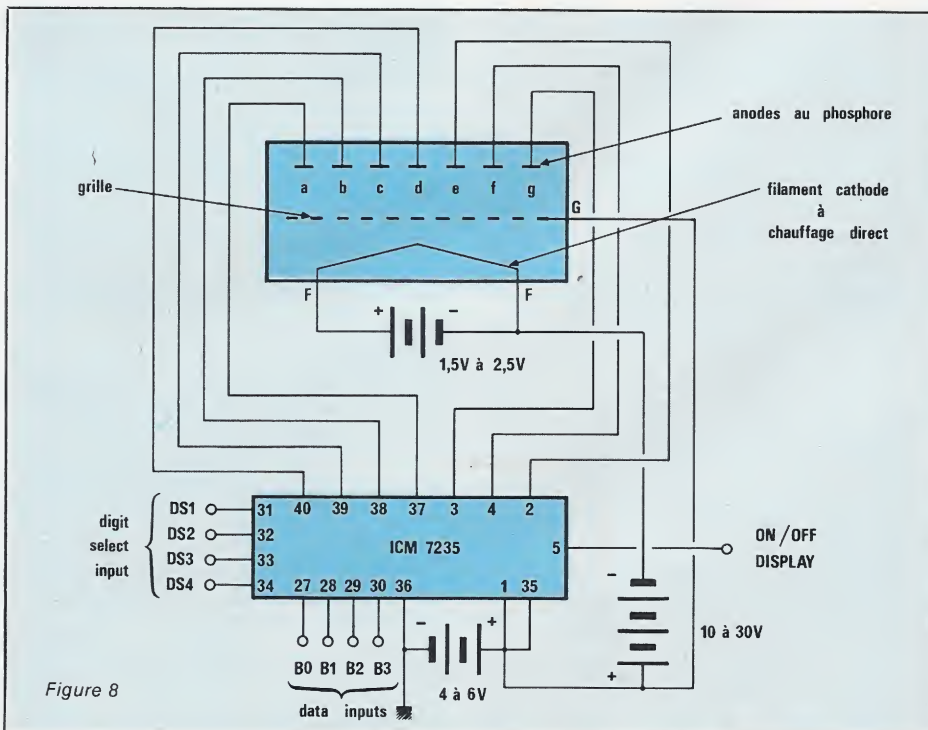 anodes au phosphore
a b c d e f g
grille
G
filament cathode
à
chauffage direct
F F
+ -
1,5V à 2,5V
digit
select
input
DS1
DS2
DS3
DS4
31 40 39 38 37 3 4 2
32
33
34
ICM 7235
5
ON/OFF
DISPLAY
27 28 29 30 36 1 35
-
10 à 30V
+
- +
4 à 6V
B0 B1 B2 B3
data inputs
Figure 8